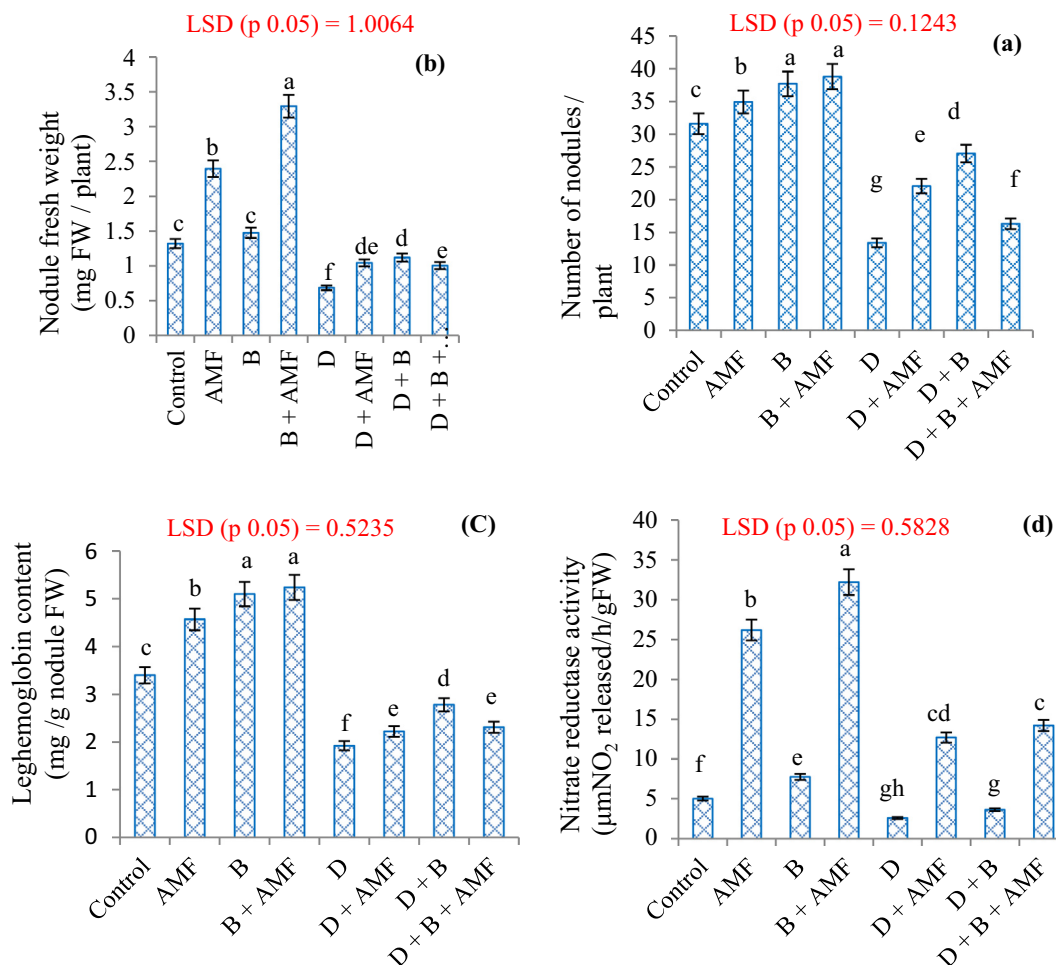 LSD (p 0.05) = 1.0064
(b)
Nodule fresh weight
(mg FW / plant)
4
3.5
3
2.5
2
1.5
1
0.5
0
c
b
c
a
f
de
d
e
Control
AMF
B
B + AMF
D
D + AMF
D + B
D + B +…
LSD (p 0.05) = 0.1243
(a)
Number of nodules /
plant
45
40
35
30
25
20
15
10
5
0
c
b
a
a
g
e
d
f
Control
AMF
B
B + AMF
D
D + AMF
D + B
D + B + AMF
LSD (p 0.05) = 0.5235
(C)
Leghemoglobin content
(mg /g nodule FW)
6
5
4
3
2
1
0
c
b
a
a
f
e
d
e
Control
AMF
B
B + AMF
D
D + AMF
D + B
D + B + AMF
LSD (p 0.05) = 0.5828
(d)
Nitrate reductase activity
(µmNO₂ released/h/gFW)
40
35
30
25
20
15
10
5
0
f
b
e
a
gh
cd
g
c
Control
AMF
B
B + AMF
D
D + AMF
D + B
D + B + AMF